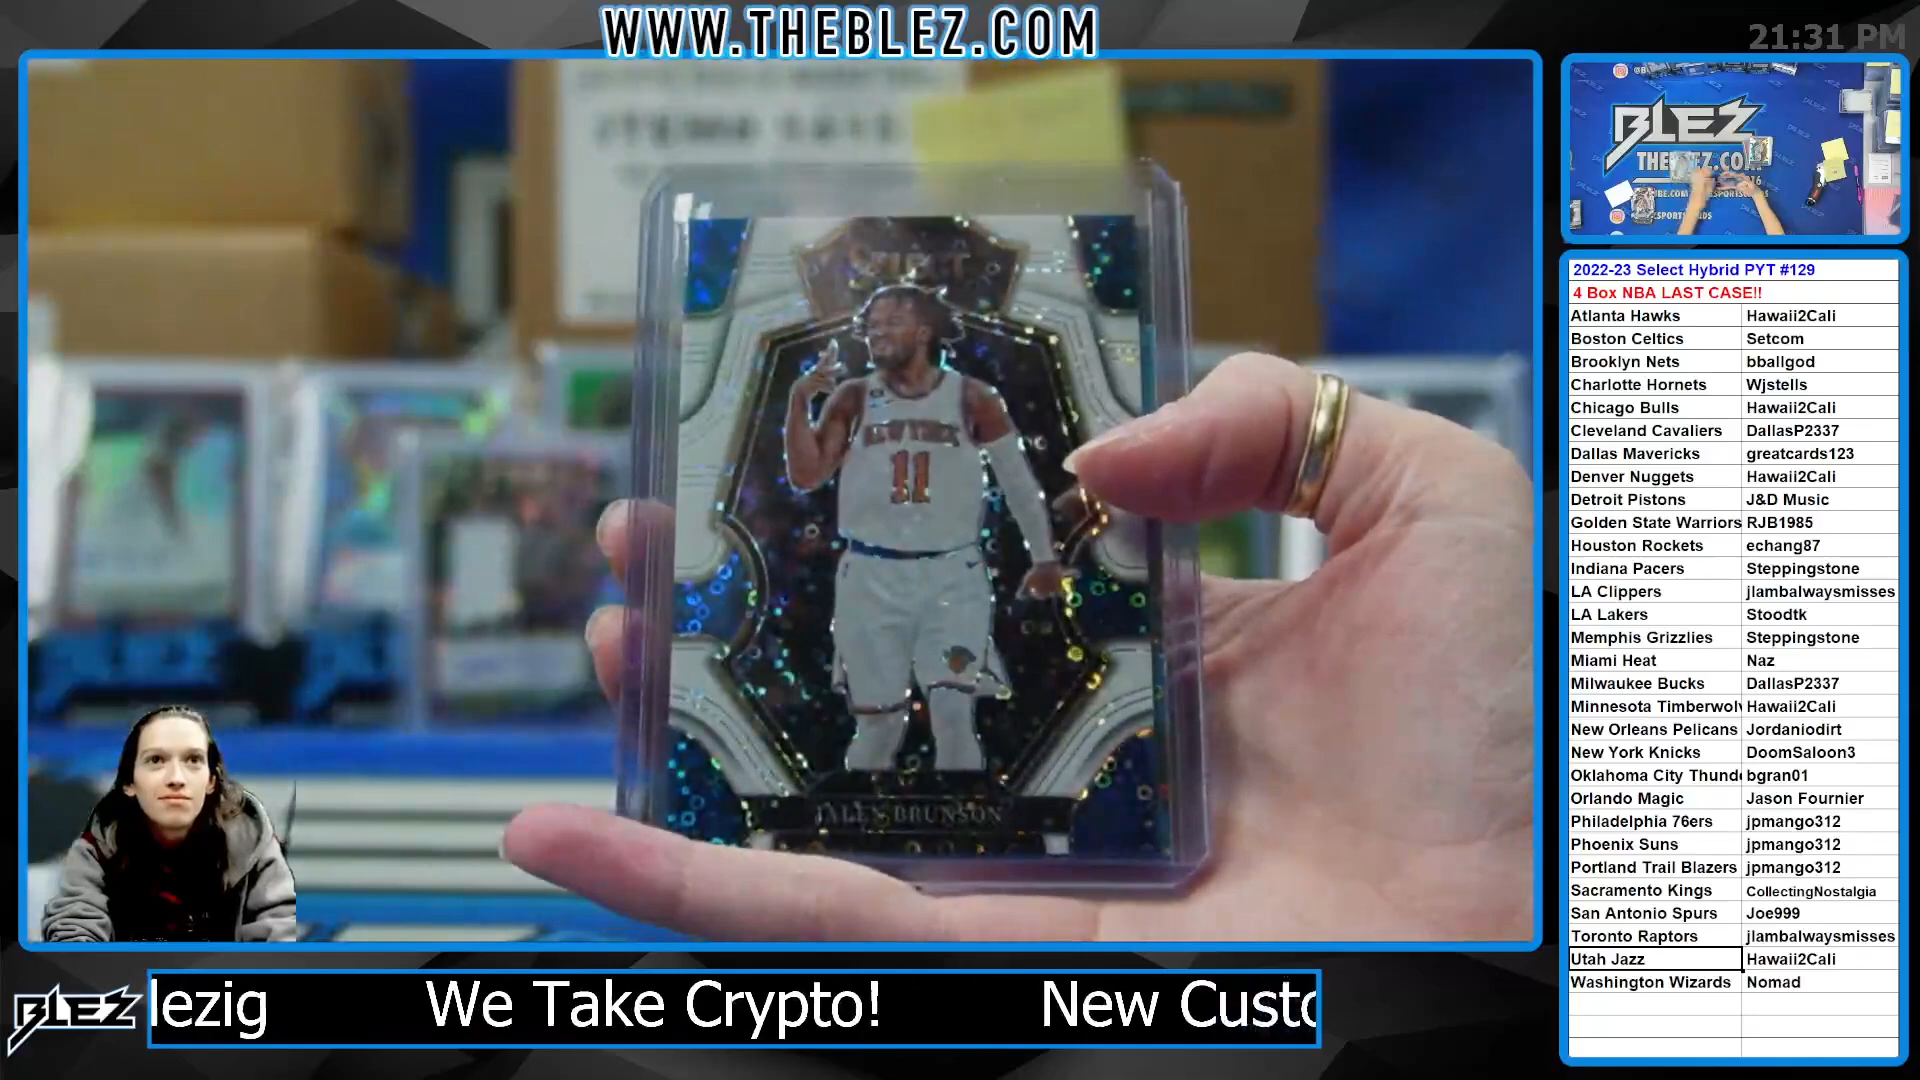 WWW.THEBLEZ.COM
21:31 PM
BLEZ
NEW YORK
11
JALEN BRUNSON
2022-23 Select Hybrid PYT #129
4 Box NBA LAST CASE!!
Atlanta Hawks Hawaii2Cali
Boston Celtics Setcom
Brooklyn Nets bballgod
Charlotte Hornets Wjstells
Chicago Bulls Hawaii2Cali
Cleveland Cavaliers DallasP2337
Dallas Mavericks greatcards123
Denver Nuggets Hawaii2Cali
Detroit Pistons J&D Music
Golden State Warriors RJB1985
Houston Rockets echang87
Indiana Pacers Steppingstone
LA Clippers jlambalwaysmisses
LA Lakers Stoodtk
Memphis Grizzlies Steppingstone
Miami Heat Naz
Milwaukee Bucks DallasP2337
Minnesota Timberwolv Hawaii2Cali
New Orleans Pelicans Jordaniodirt
New York Knicks DoomSaloon3
Oklahoma City Thunde bgran01
Orlando Magic Jason Fournier
Philadelphia 76ers jpmango312
Phoenix Suns jpmango312
Portland Trail Blazers jpmango312
Sacramento Kings CollectingNostalgia
San Antonio Spurs Joe999
Toronto Raptors jlambalwaysmisses
Utah Jazz Hawaii2Cali
Washington Wizards Nomad
BLEZ
lezig We Take Crypto! New Custo